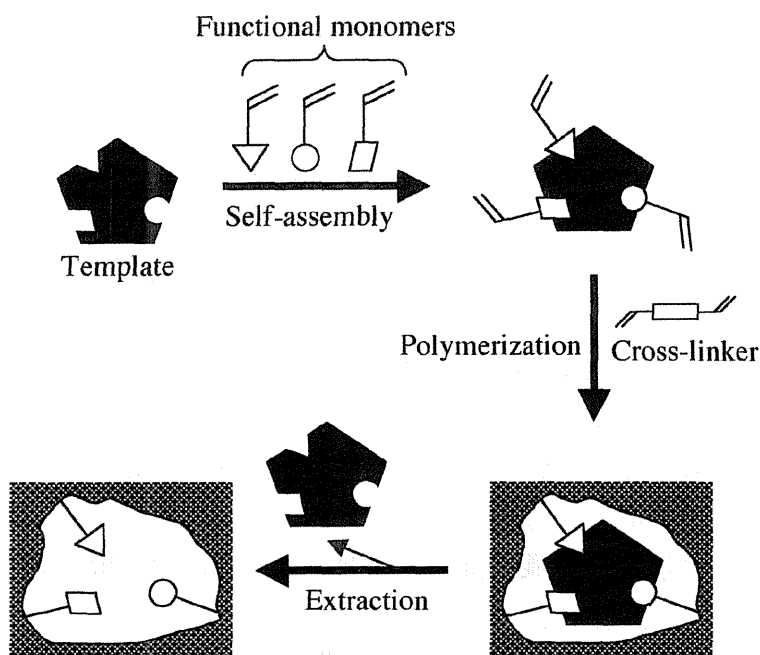 Functional monomers
Self-assembly
Template
Polymerization
Cross-linker
Extraction